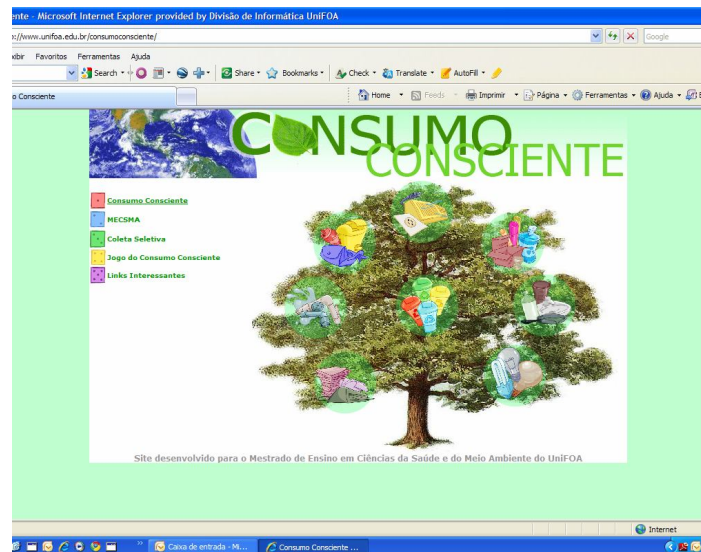 ente - Microsoft Internet Explorer provided by Divisão de Informática UniFOA
://www.unifoa.edu.br/consumoconsciente/
Google
xibir Favoritos Ferramentas Ajuda
Search Share Bookmarks Check Translate AutoFill
o Consciente
Home Feeds Imprimir Página Ferramentas Ajuda
CONSUMO
CONSCIENTE
Consumo Consciente
MECSMA
Coleta Seletiva
Jogo do Consumo Consciente
Links Interessantes
Site desenvolvido para o Mestrado de Ensino em Ciências da Saúde e do Meio Ambiente do UniFOA
Internet
Caixa de entrada - Mi... Consumo Consciente ...